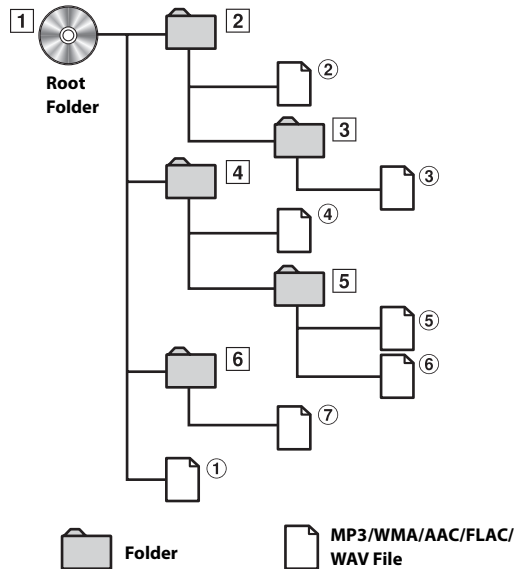 1
2
Root
Folder
②
3
③
4
④
5
⑤
⑥
6
⑦
①
Folder
MP3/WMA/AAC/FLAC/
WAV File